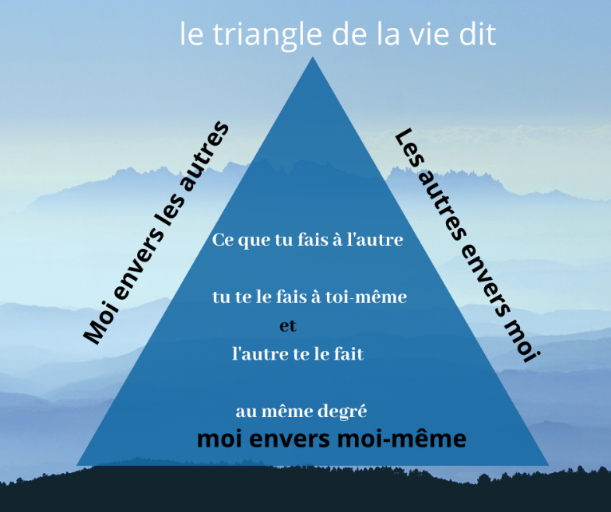 le triangle de la vie dit
Moi envers les autres
Les autres envers moi
Ce que tu fais à l'autre
tu te le fais à toi-même
et
l'autre te le fait
au même degré
moi envers moi-même